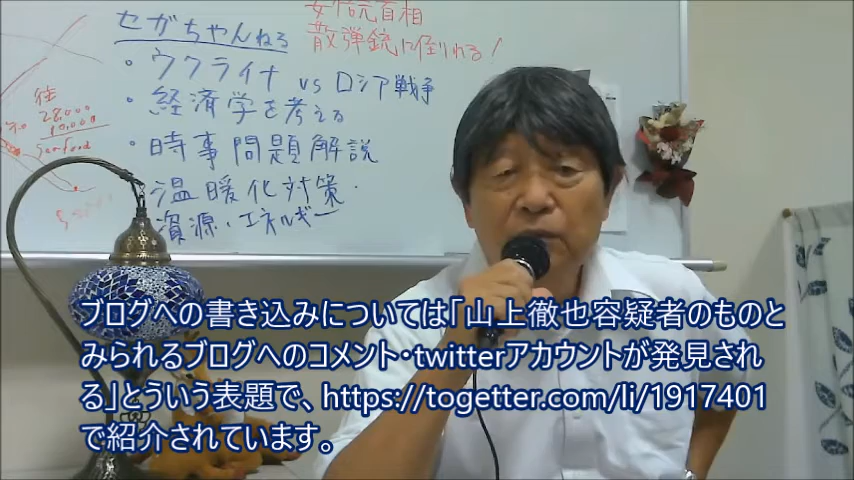 安倍元首相
散弾銃に倒れる!
セガちゃんねる
・ウクライナ vs ロシア戦争
・経済学を考える
・時事問題解説
・温暖化対策・
資源・エネルギー
28,000
10,000
ブログへの書き込みについては「山上徹也容疑者のものと
みられるブログへのコメント・twitterアカウントが発見され
る」とういう表題で、https://togetter.com/li/1917401
で紹介されています。